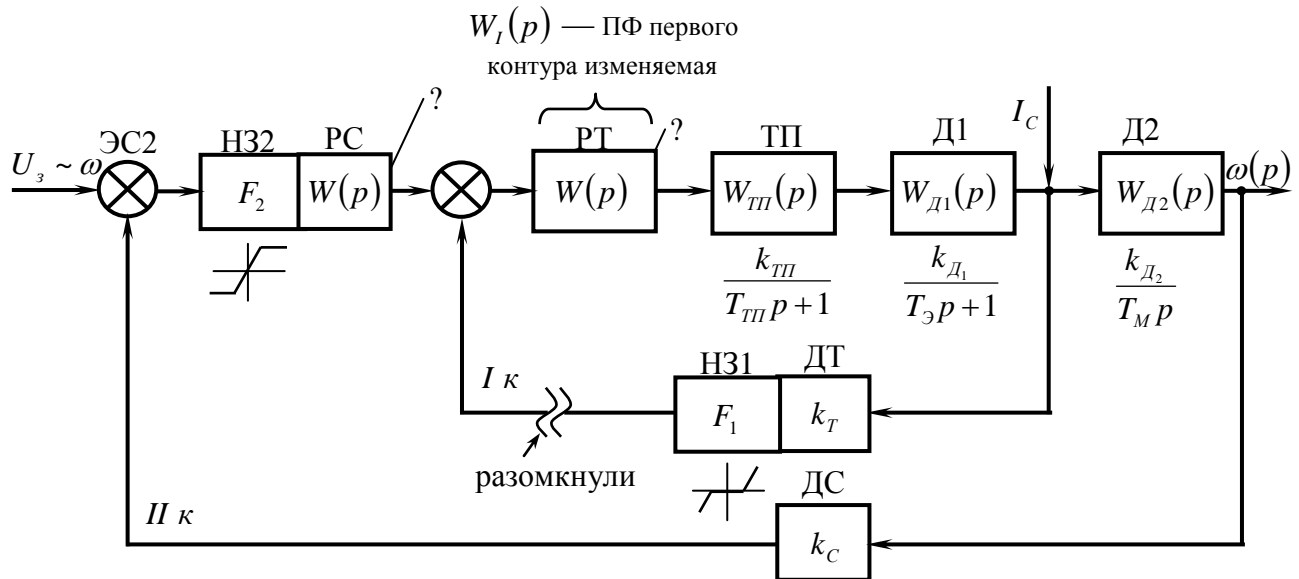 W_I(p) — ПФ первого
контура изменяемая
ЭС2
НЗ2
РС
?
РТ
?
ТП
Д1
I_C
Д2
U_з ~ ω
F_2
W(p)
W(p)
W_ТП(p)
W_Д1(p)
W_Д2(p)
ω(p)
k_ТП / (T_ТП p + 1)
k_Д1 / (T_Э p + 1)
k_Д2 / (T_М p)
I к
НЗ1
ДТ
F_1
k_T
разомкнули
ДС
II к
k_C